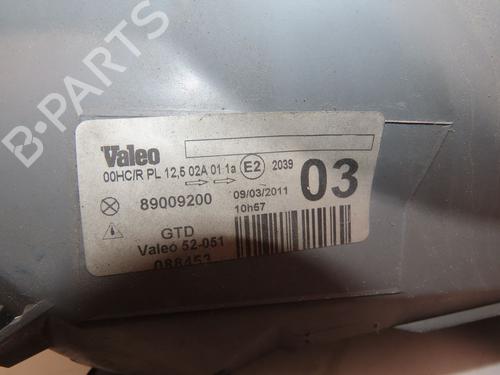 B-PARTS
Valeo
00HC/R PL 12,5 02A 01 1a E2 2039
89009200
09/03/2011
03
10h57
GTD
Valeo 52-051
088453